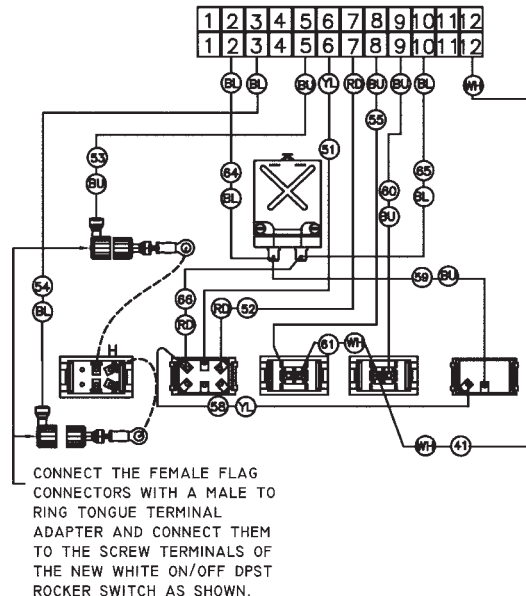 1 2 3 4 5 6 7 8 9 10 11 12
1 2 3 4 5 6 7 8 9 10 11 12
BL BL BU YL RD BU BU BL WH
55
53 51
BU 64 65
BL 60 BL
BU
59 BU
54
BL 66 RD 52
RD
61 WH
H
58 YL
WH 41
CONNECT THE FEMALE FLAG
CONNECTORS WITH A MALE TO
RING TONGUE TERMINAL
ADAPTER AND CONNECT THEM
TO THE SCREW TERMINALS OF
THE NEW WHITE ON/OFF DPST
ROCKER SWITCH AS SHOWN.